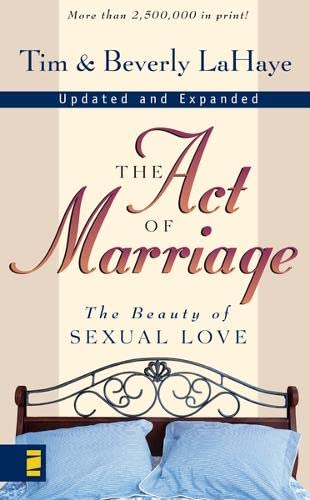 More than 2,500,000 in print!
Tim & Beverly LaHaye
Updated and Expanded
THE Act
OF
Marriage
The Beauty of
SEXUAL LOVE